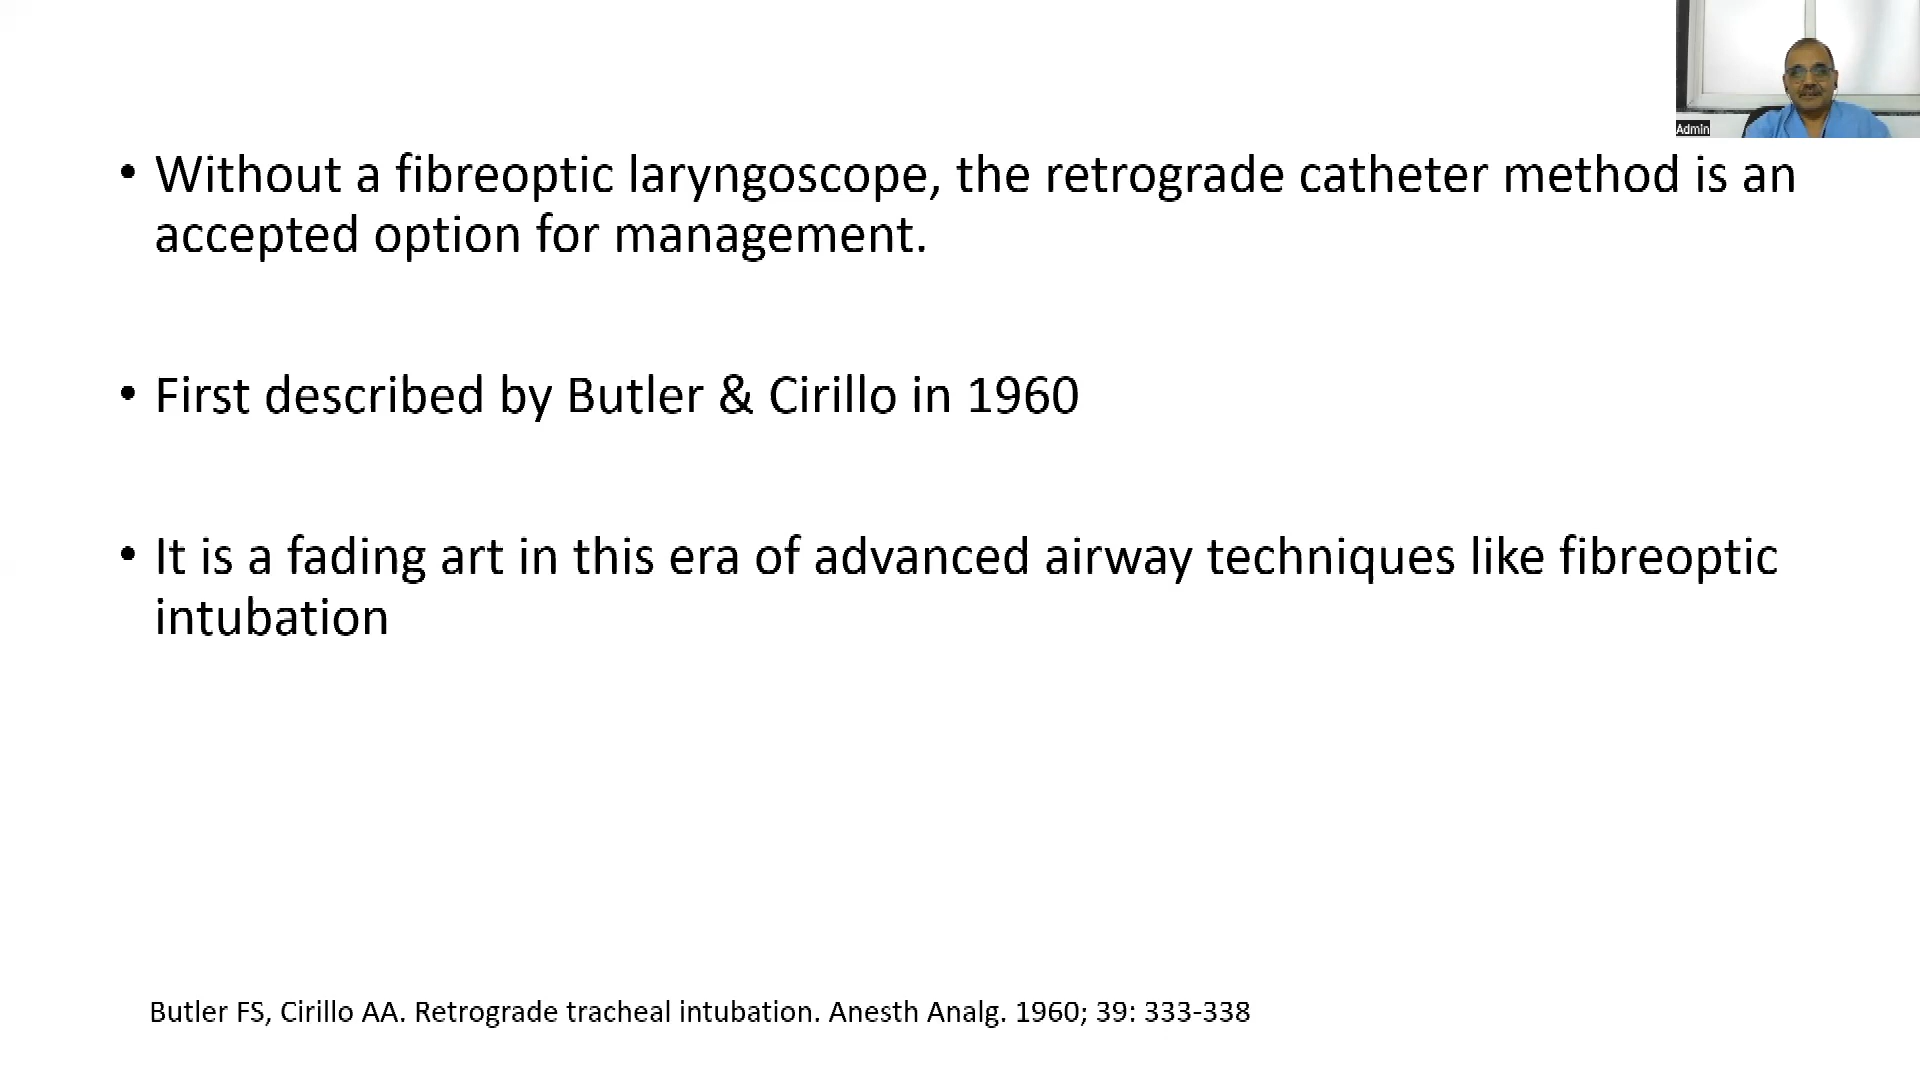 Admin
• Without a fibreoptic laryngoscope, the retrograde catheter method is an
accepted option for management.
• First described by Butler & Cirillo in 1960
• It is a fading art in this era of advanced airway techniques like fibreoptic
intubation
Butler FS, Cirillo AA. Retrograde tracheal intubation. Anesth Analg. 1960; 39: 333-338